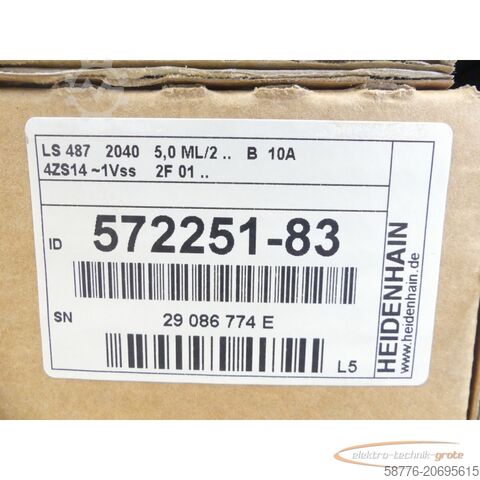 LS 487 2040 5,0 ML/2 .. B 10A
4ZS14 ~1Vss 2F 01 ..
ID 572251-83
SN 29 086 774 E
L5
HEIDENHAIN
www.heidenhain.de
elektro-technik-grote
58776-20695615